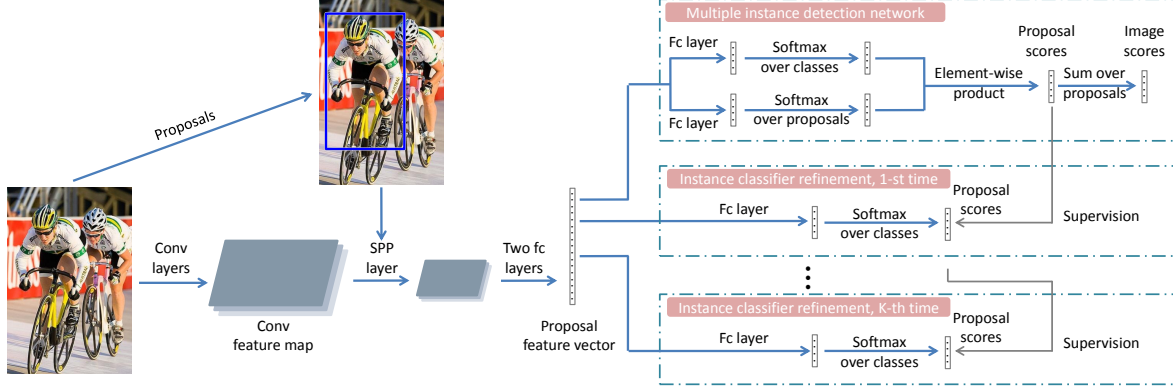 Proposals
Conv
layers
Conv
feature map
SPP
layer
Two fc
layers
Proposal
feature vector
Multiple instance detection network
Fc layer
Softmax
over classes
Fc layer
Softmax
over proposals
Element-wise
product
Proposal
scores
Sum over
proposals
Image
scores
Instance classifier refinement, 1-st time
Fc layer
Softmax
over classes
Proposal
scores
Supervision
Instance classifier refinement, K-th time
Fc layer
Softmax
over classes
Proposal
scores
Supervision